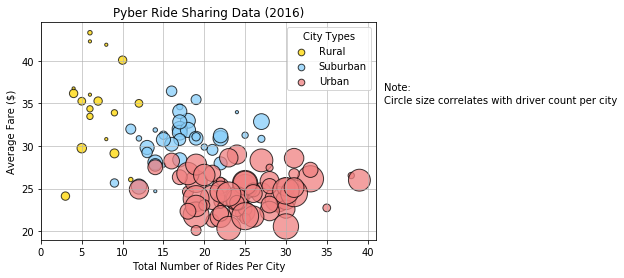 Pyber Ride Sharing Data (2016)
Average Fare ($)
40
35
30
25
20
City Types
Rural
Suburban
Urban
Note:
Circle size correlates with driver count per city
0 5 10 15 20 25 30 35 40
Total Number of Rides Per City